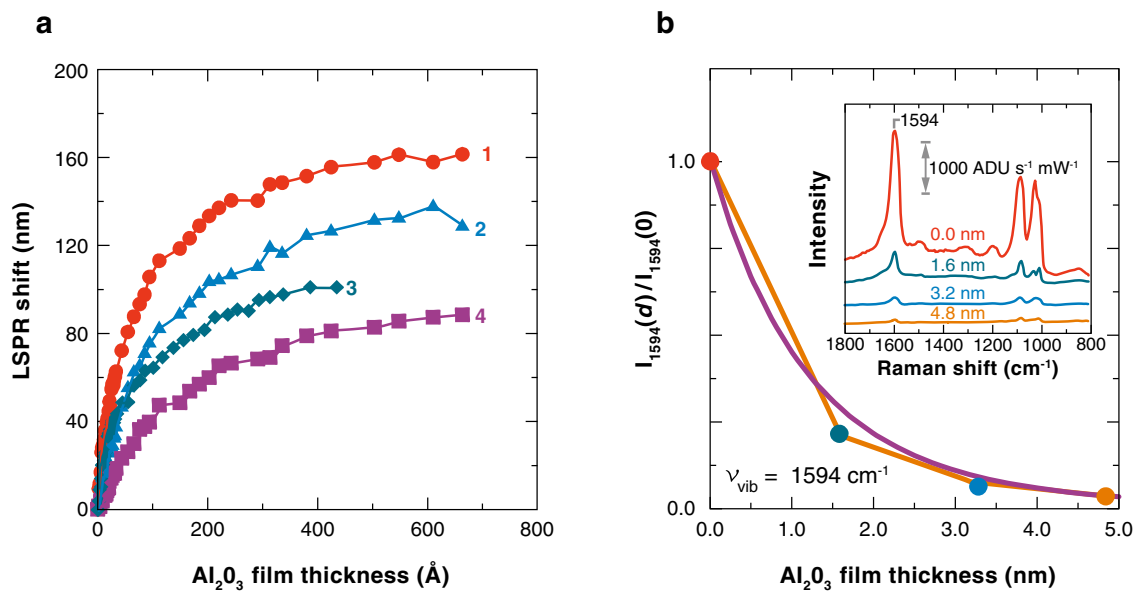 a
LSPR shift (nm)
200
160
120
80
40
0
1
2
3
4
0
200
400
600
800
Al₂0₃ film thickness (Å)
b
I₁₅₉₄(d) / I₁₅₉₄(0)
1.0
0.0
ν_vib = 1594 cm⁻¹
0.0
1.0
2.0
3.0
4.0
5.0
Al₂0₃ film thickness (nm)
Intensity
1594
1000 ADU s⁻¹ mW⁻¹
0.0 nm
1.6 nm
3.2 nm
4.8 nm
1800
1600
1400
1200
1000
800
Raman shift (cm⁻¹)